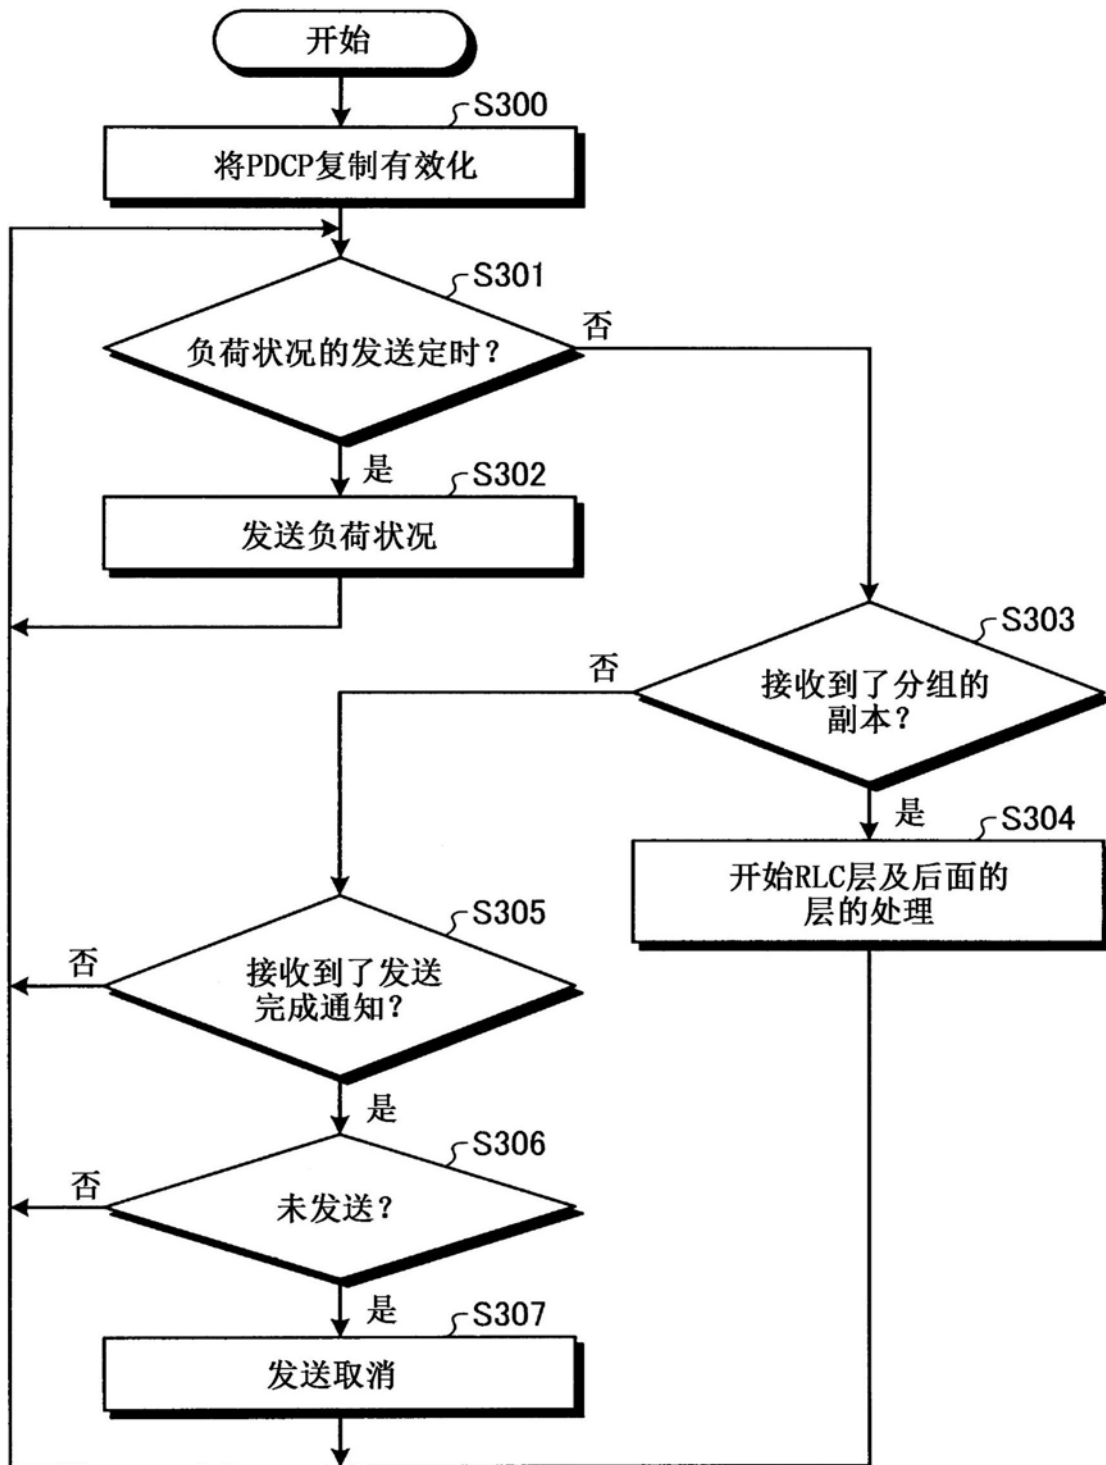 开始
S300
将PDCP复制有效化
S301
负荷状况的发送定时?
否
是
S302
发送负荷状况
S303
接收到了分组的
副本?
否
是
S304
开始RLC层及后面的
层的处理
S305
接收到了发送
完成通知?
否
是
S306
未发送?
否
是
S307
发送取消